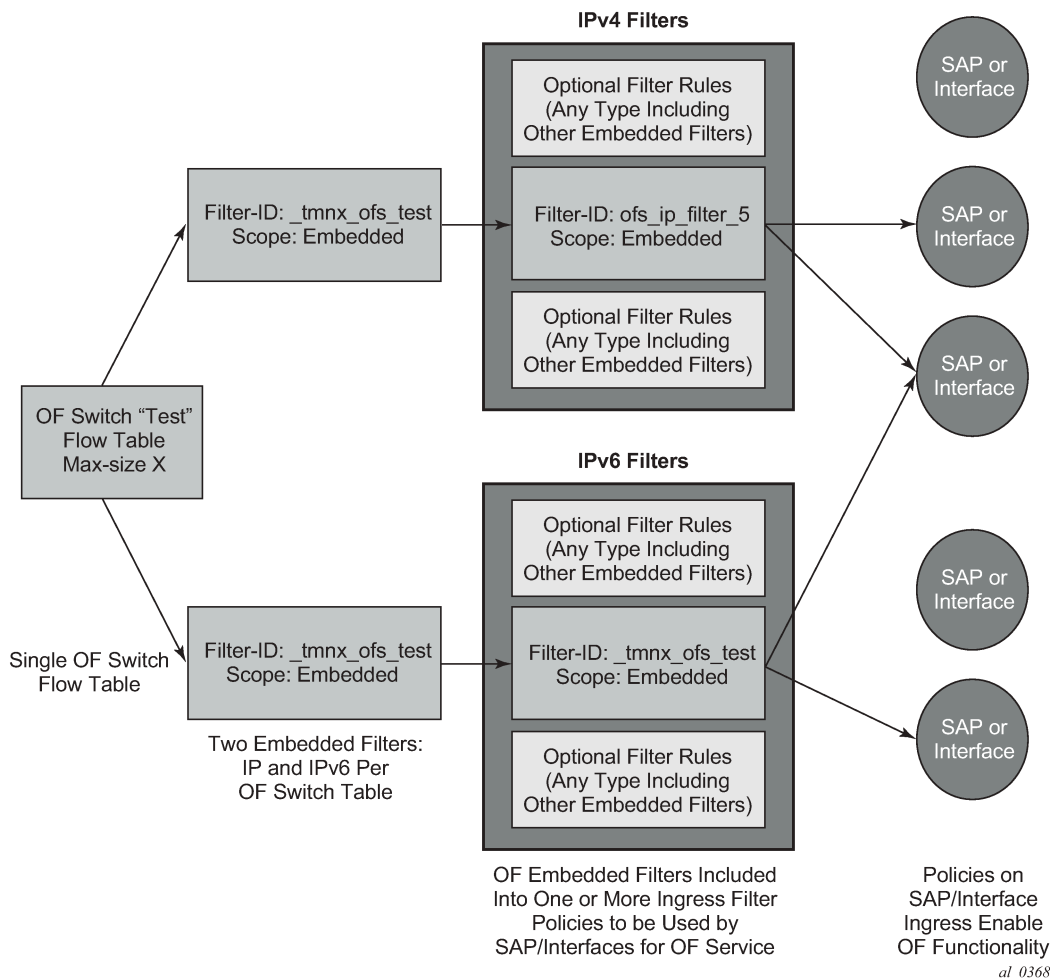 IPv4 Filters
Optional Filter Rules
(Any Type Including
Other Embedded Filters)
Filter-ID: _tmnx_ofs_test
Scope: Embedded
Filter-ID: ofs_ip_filter_5
Scope: Embedded
Optional Filter Rules
(Any Type Including
Other Embedded Filters)
SAP or
Interface
SAP or
Interface
SAP or
Interface
OF Switch “Test”
Flow Table
Max-size X
Single OF Switch
Flow Table
IPv6 Filters
Optional Filter Rules
(Any Type Including
Other Embedded Filters)
Filter-ID: _tmnx_ofs_test
Scope: Embedded
Filter-ID: _tmnx_ofs_test
Scope: Embedded
Optional Filter Rules
(Any Type Including
Other Embedded Filters)
SAP or
Interface
SAP or
Interface
Two Embedded Filters:
IP and IPv6 Per
OF Switch Table
OF Embedded Filters Included
Into One or More Ingress Filter
Policies to be Used by
SAP/Interfaces for OF Service
Policies on
SAP/Interface
Ingress Enable
OF Functionality
al_0368